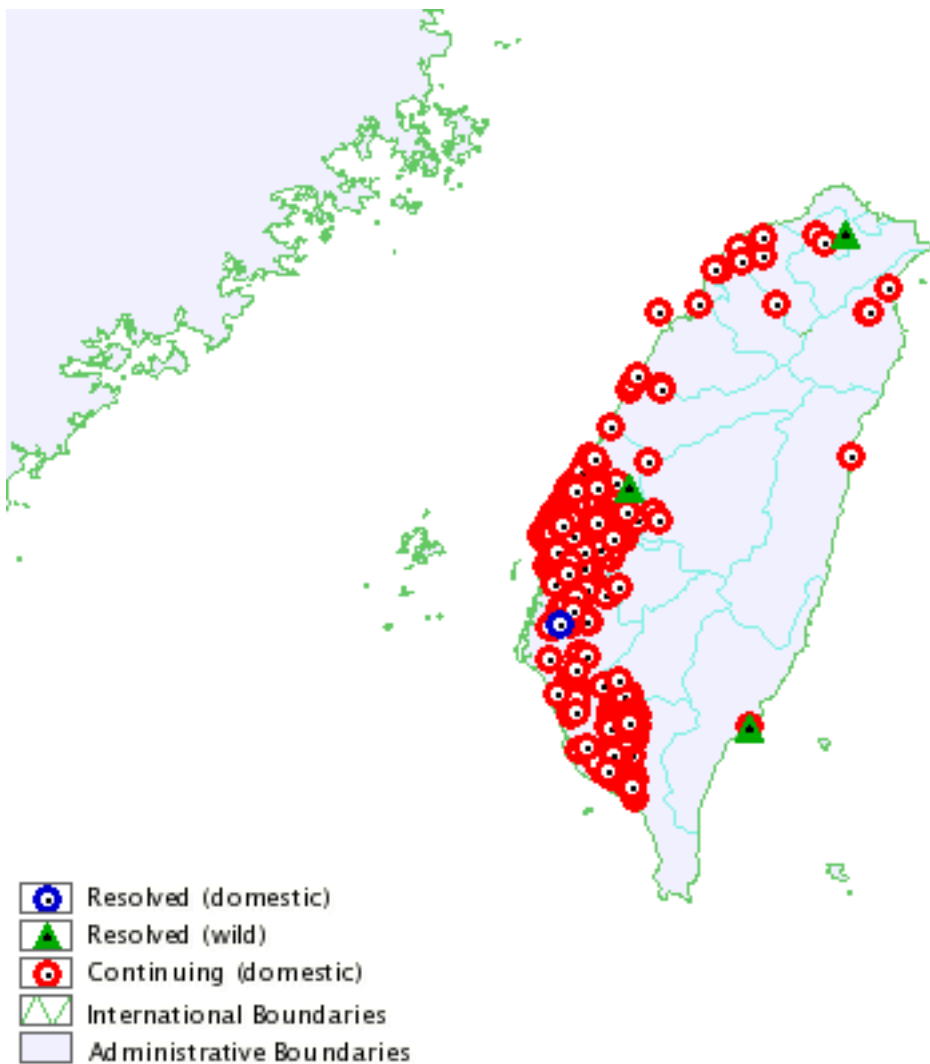 Resolved (domestic)
Resolved (wild)
Continuing (domestic)
International Boundaries
Administrative Boundaries